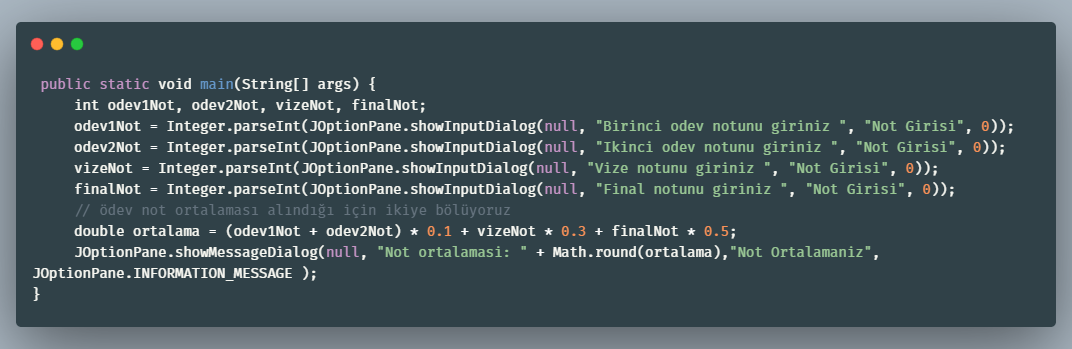 public static void main(String[] args) {
int odev1Not, odev2Not, vizeNot, finalNot;
odev1Not = Integer.parseInt(JOptionPane.showInputDialog(null, "Birinci odev notunu giriniz ", "Not Girisi", 0));
odev2Not = Integer.parseInt(JOptionPane.showInputDialog(null, "Ikinci odev notunu giriniz ", "Not Girisi", 0));
vizeNot = Integer.parseInt(JOptionPane.showInputDialog(null, "Vize notunu giriniz ", "Not Girisi", 0));
finalNot = Integer.parseInt(JOptionPane.showInputDialog(null, "Final notunu giriniz ", "Not Girisi", 0));
// ödev not ortalaması alındığı için ikiye bölüyoruz
double ortalama = (odev1Not + odev2Not) * 0.1 + vizeNot * 0.3 + finalNot * 0.5;
JOptionPane.showMessageDialog(null, "Not ortalamasi: " + Math.round(ortalama),"Not Ortalamaniz",
JOptionPane.INFORMATION_MESSAGE );
}